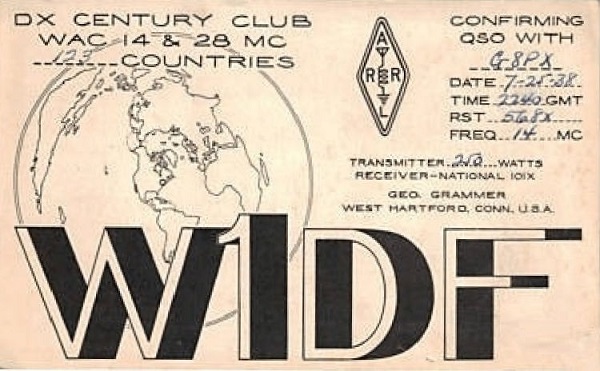 DX CENTURY CLUB
WAC 14 & 28 MC
123 COUNTRIES
A
R R
L
CONFIRMING
QSO WITH
G8PX
DATE 7-25-38
TIME 2240 GMT
RST 568X
FREQ. 14 MC
TRANSMITTER 250 WATTS
RECEIVER-NATIONAL 101X
GEO. GRAMMER
WEST HARTFORD, CONN., U.S.A.
W1DF